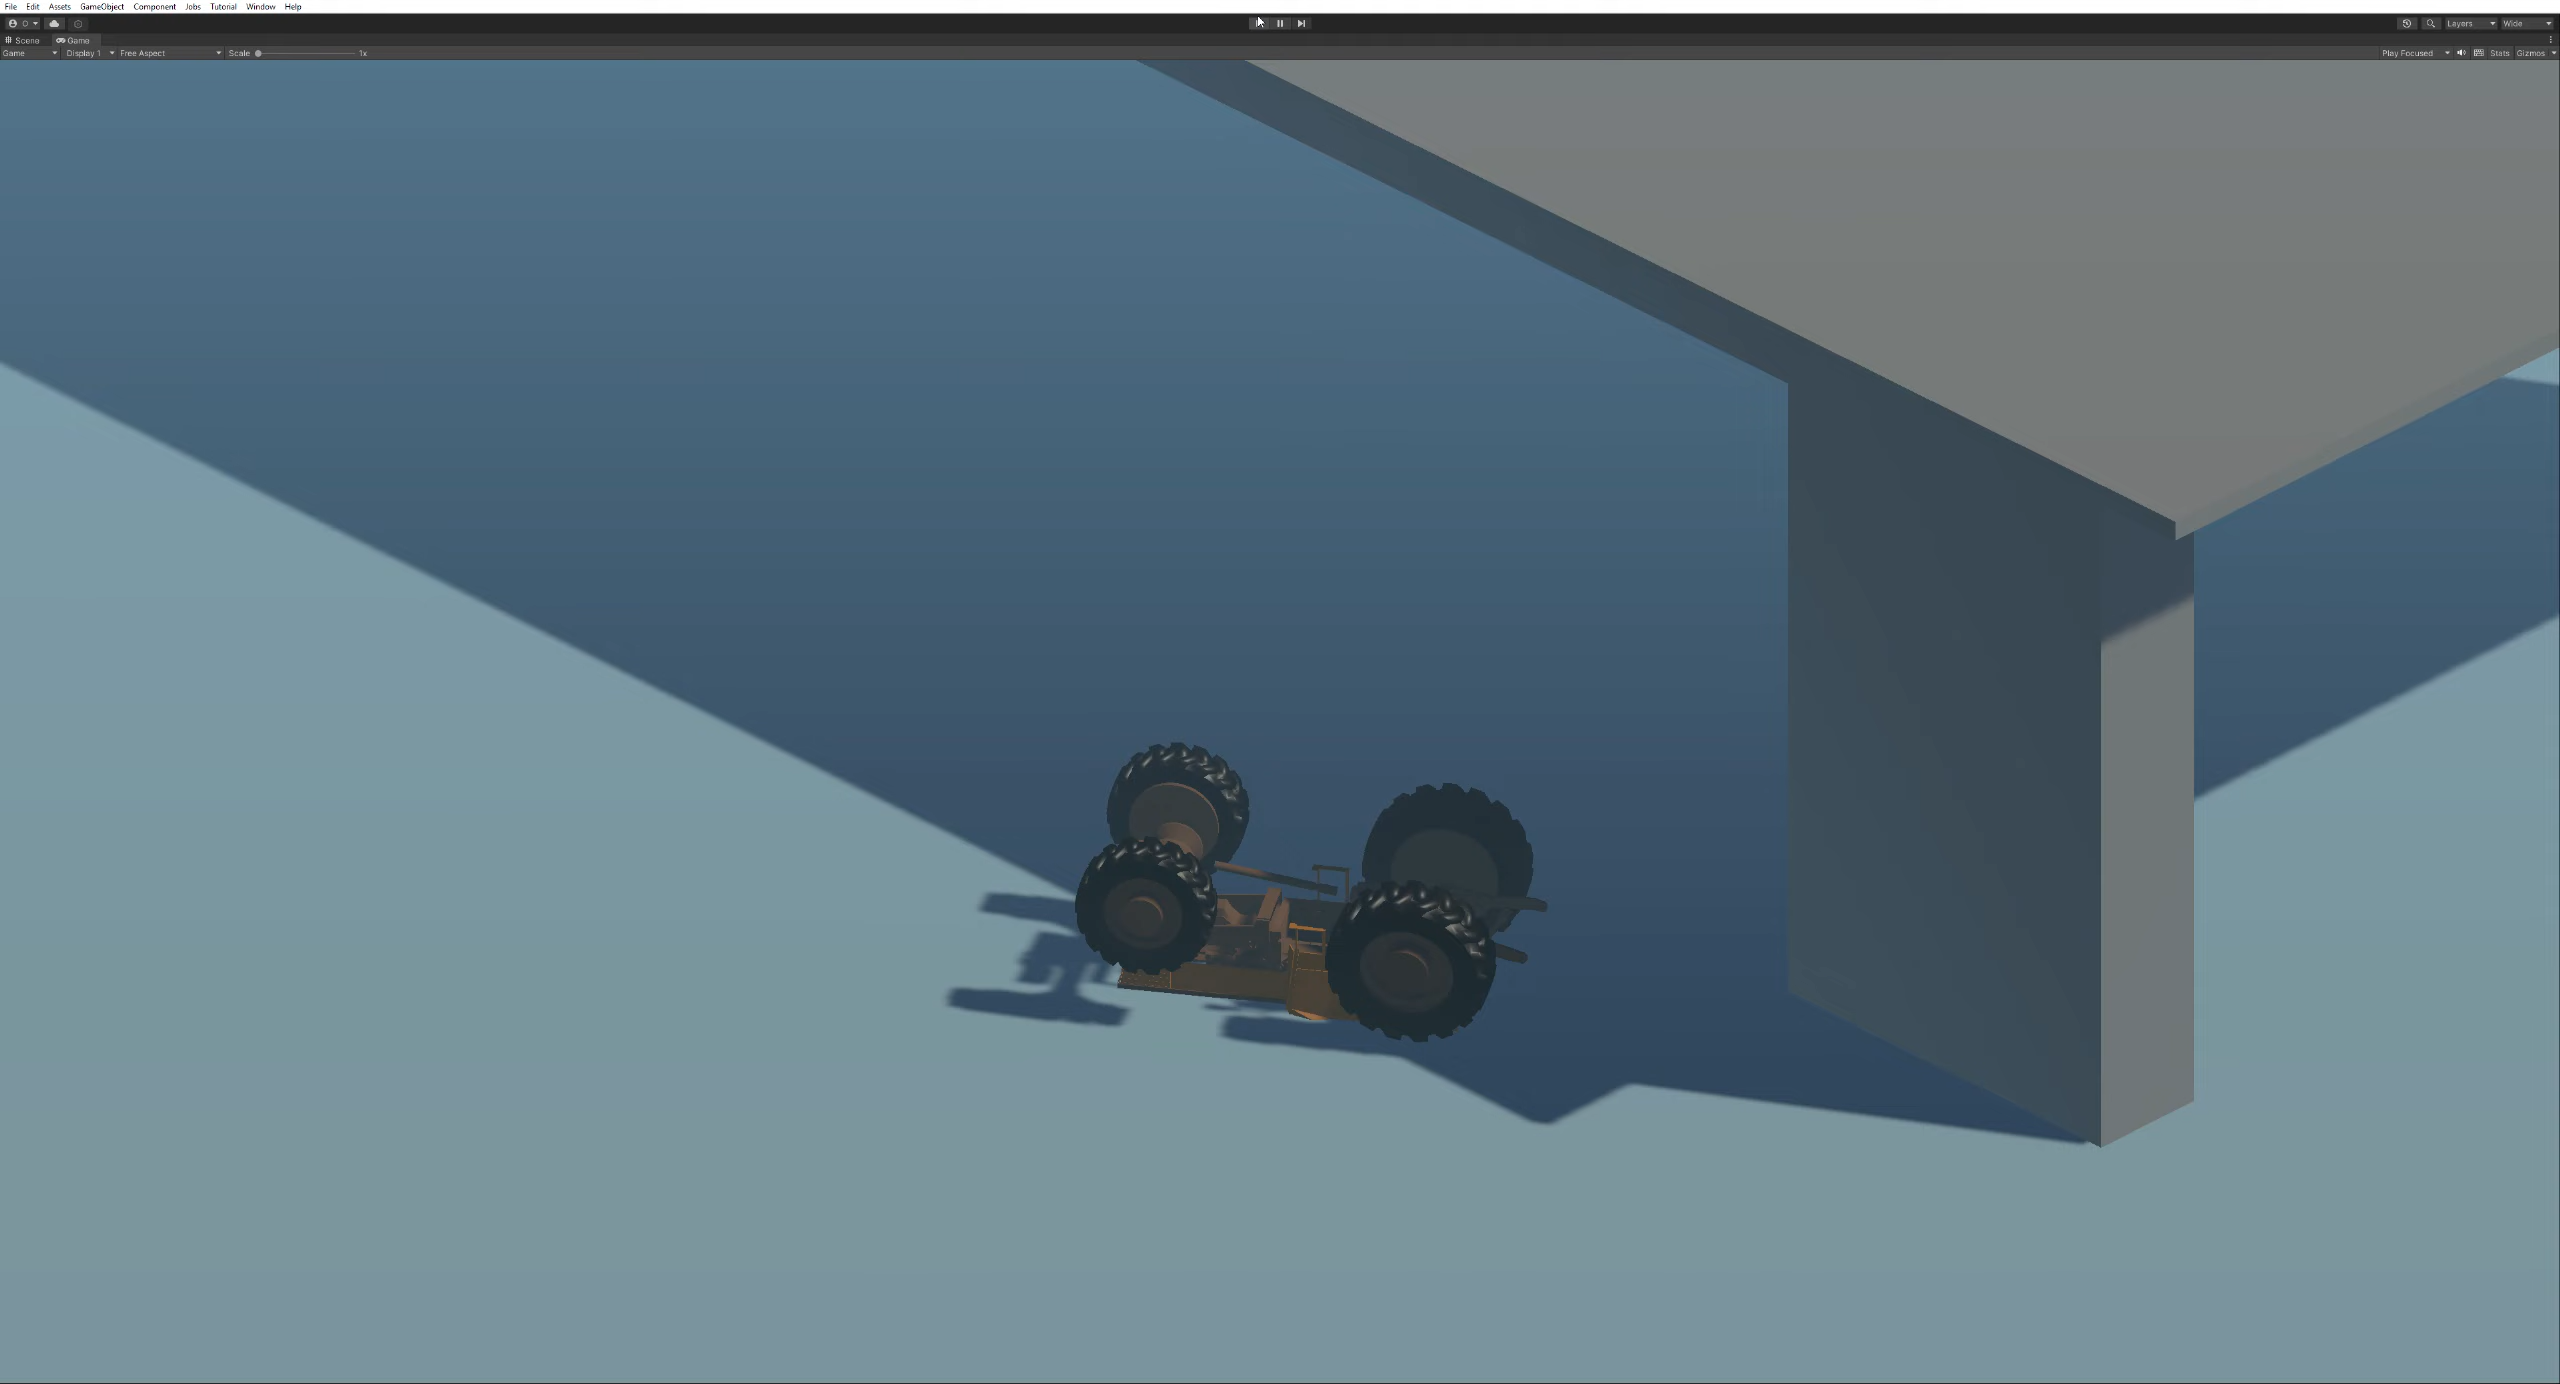 File Edit Assets GameObject Component Jobs Tutorial Window Help
O Layers Wide
Scene Game
Game Display 1 Free Aspect Scale 1x Play Focused Stats Gizmos